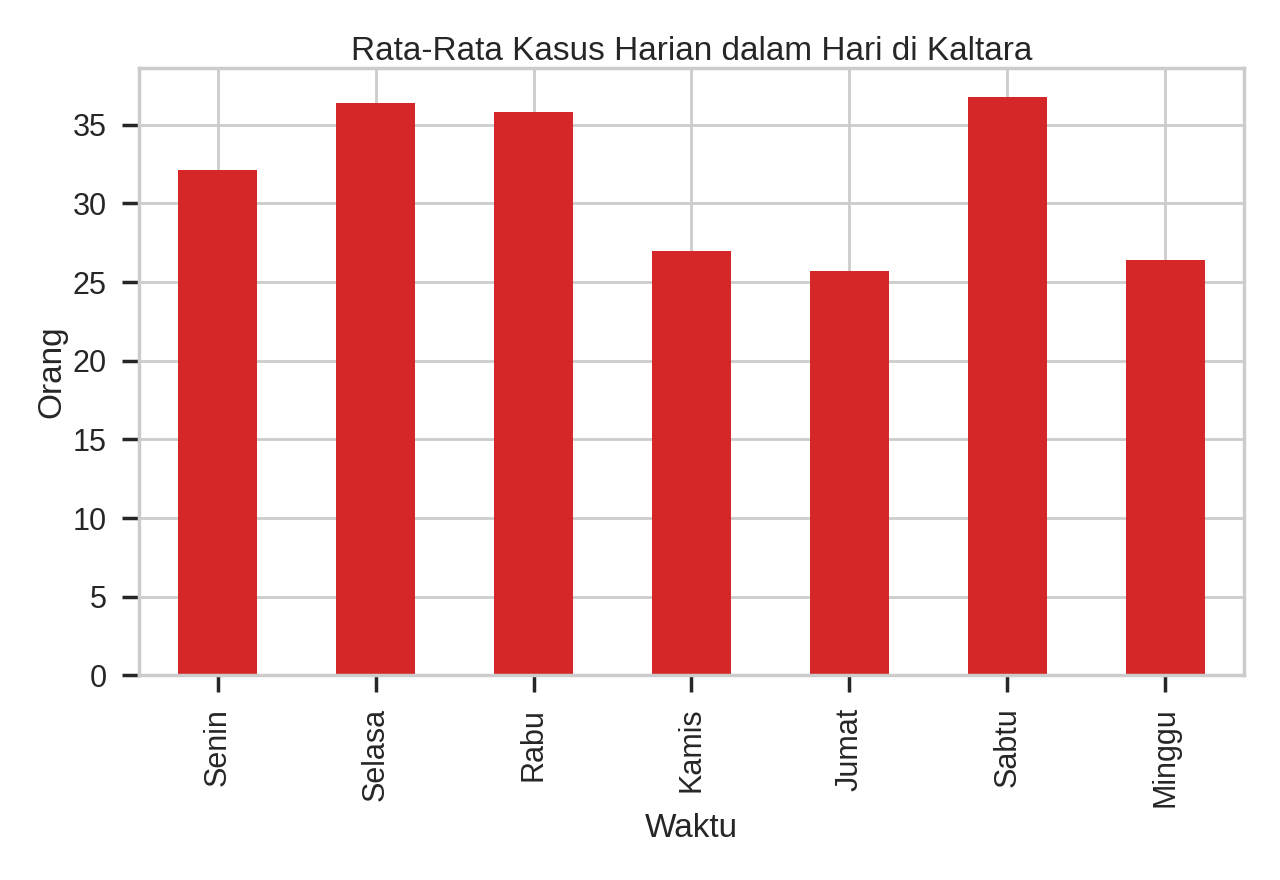 Rata-Rata Kasus Harian dalam Hari di Kaltara
35
30
25
20
15
10
5
0
Orang
Senin
Selasa
Rabu
Kamis
Jumat
Sabtu
Minggu
Waktu